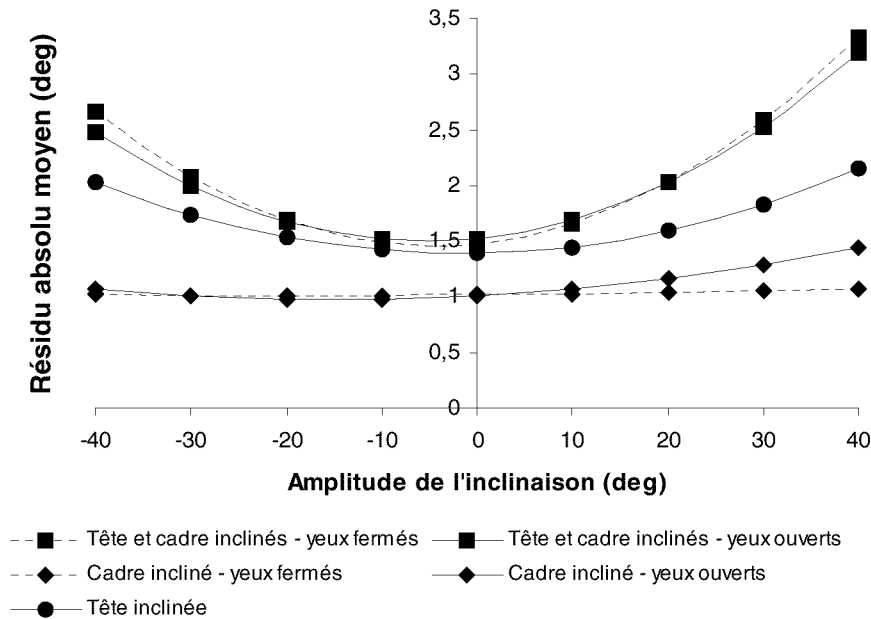 Résidu absolu moyen (deg)
3,5
3
2,5
2
1,5
1
0,5
0
-40 -30 -20 -10 0 10 20 30 40
Amplitude de l'inclinaison (deg)
Tête et cadre inclinés - yeux fermés
Tête et cadre inclinés - yeux ouverts
Cadre incliné - yeux fermés
Cadre incliné - yeux ouverts
Tête inclinée